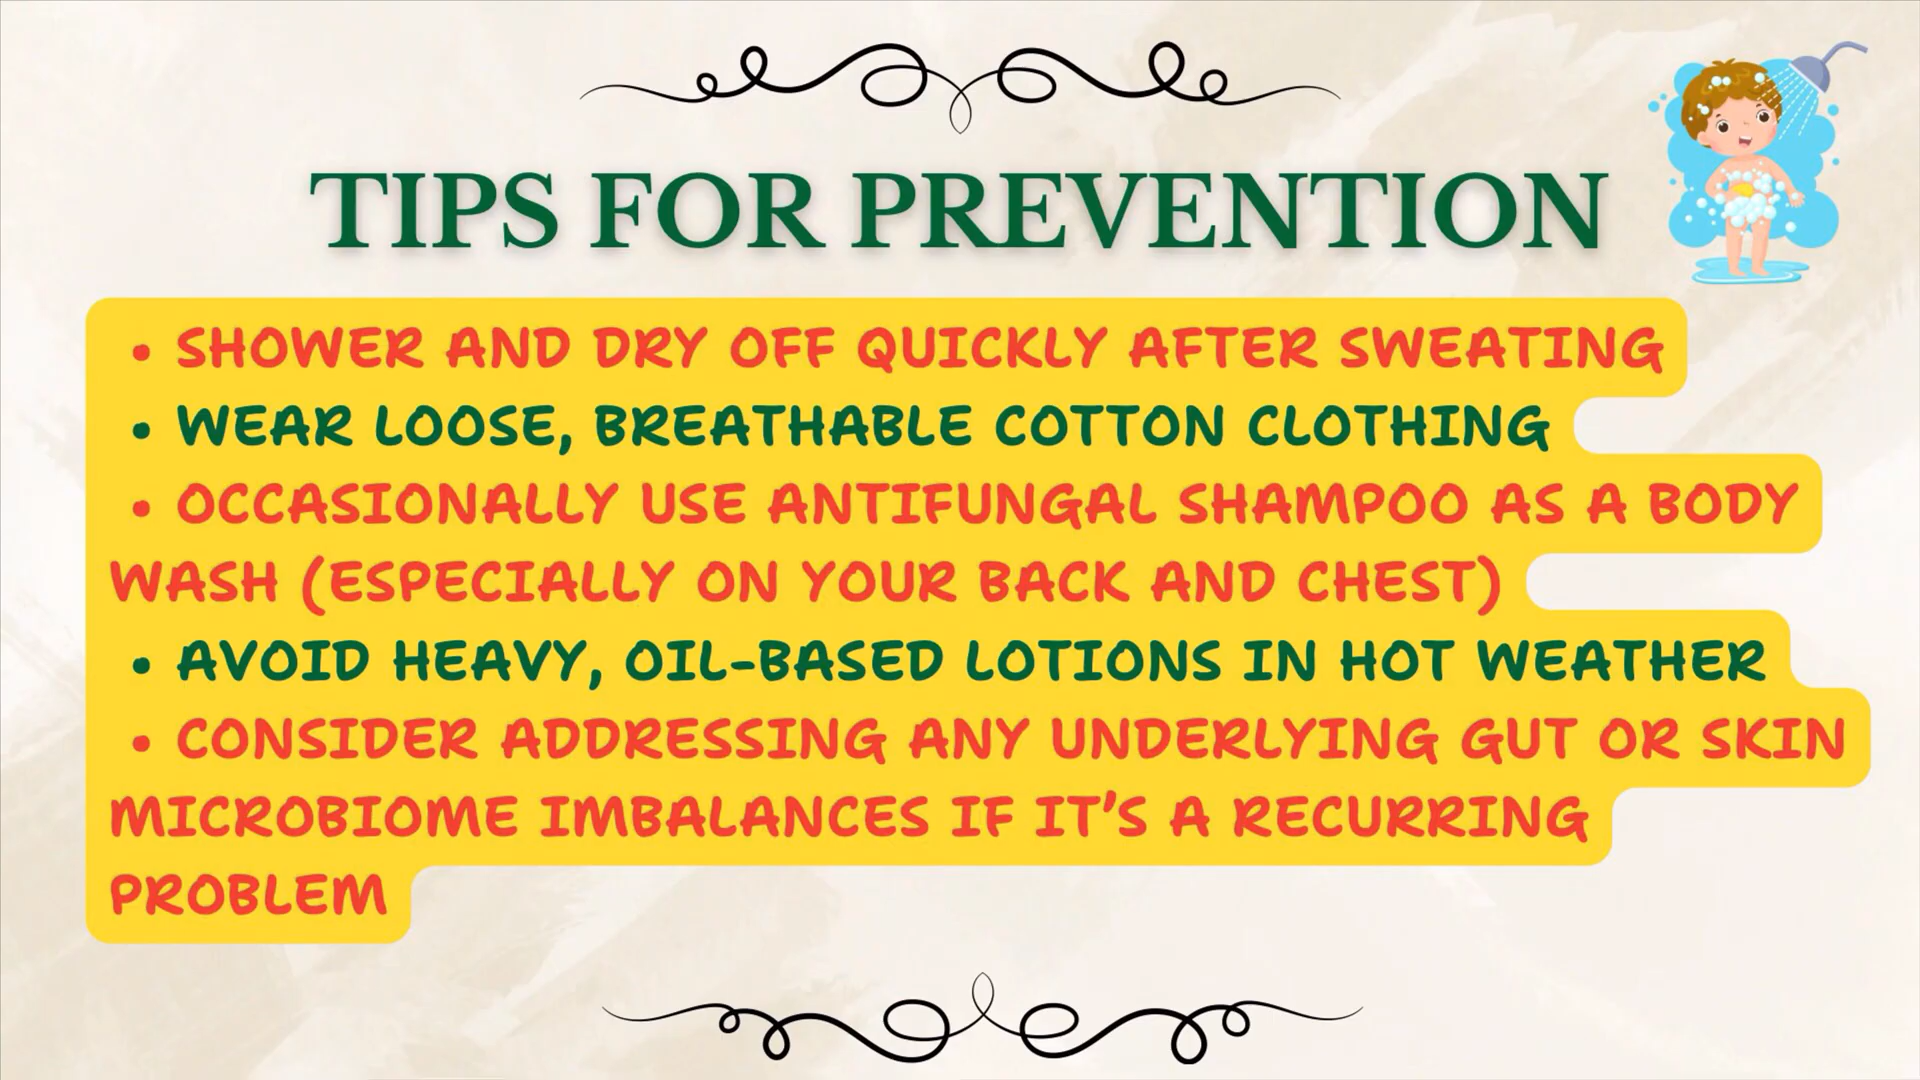 TIPS FOR PREVENTION
• SHOWER AND DRY OFF QUICKLY AFTER SWEATING
• WEAR LOOSE, BREATHABLE COTTON CLOTHING
• OCCASIONALLY USE ANTIFUNGAL SHAMPOO AS A BODY
WASH (ESPECIALLY ON YOUR BACK AND CHEST)
• AVOID HEAVY, OIL-BASED LOTIONS IN HOT WEATHER
• CONSIDER ADDRESSING ANY UNDERLYING GUT OR SKIN
MICROBIOME IMBALANCES IF IT'S A RECURRING
PROBLEM